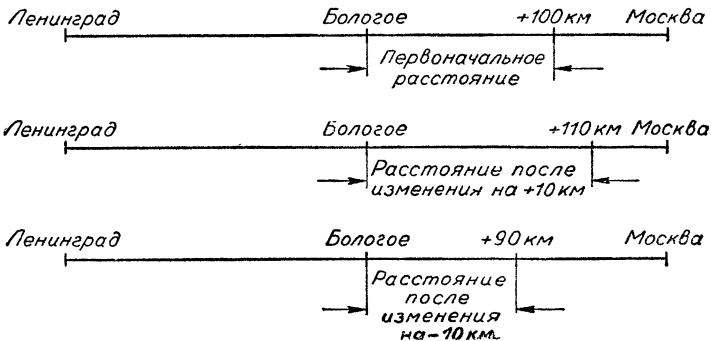 Ленинград Бологое +100 км Москва
Первоначальное
расстояние
Ленинград Бологое +110 км Москва
Расстояние после
изменения на +10 км
Ленинград Бологое +90 км Москва
Расстояние
после
изменения
на -10 км.